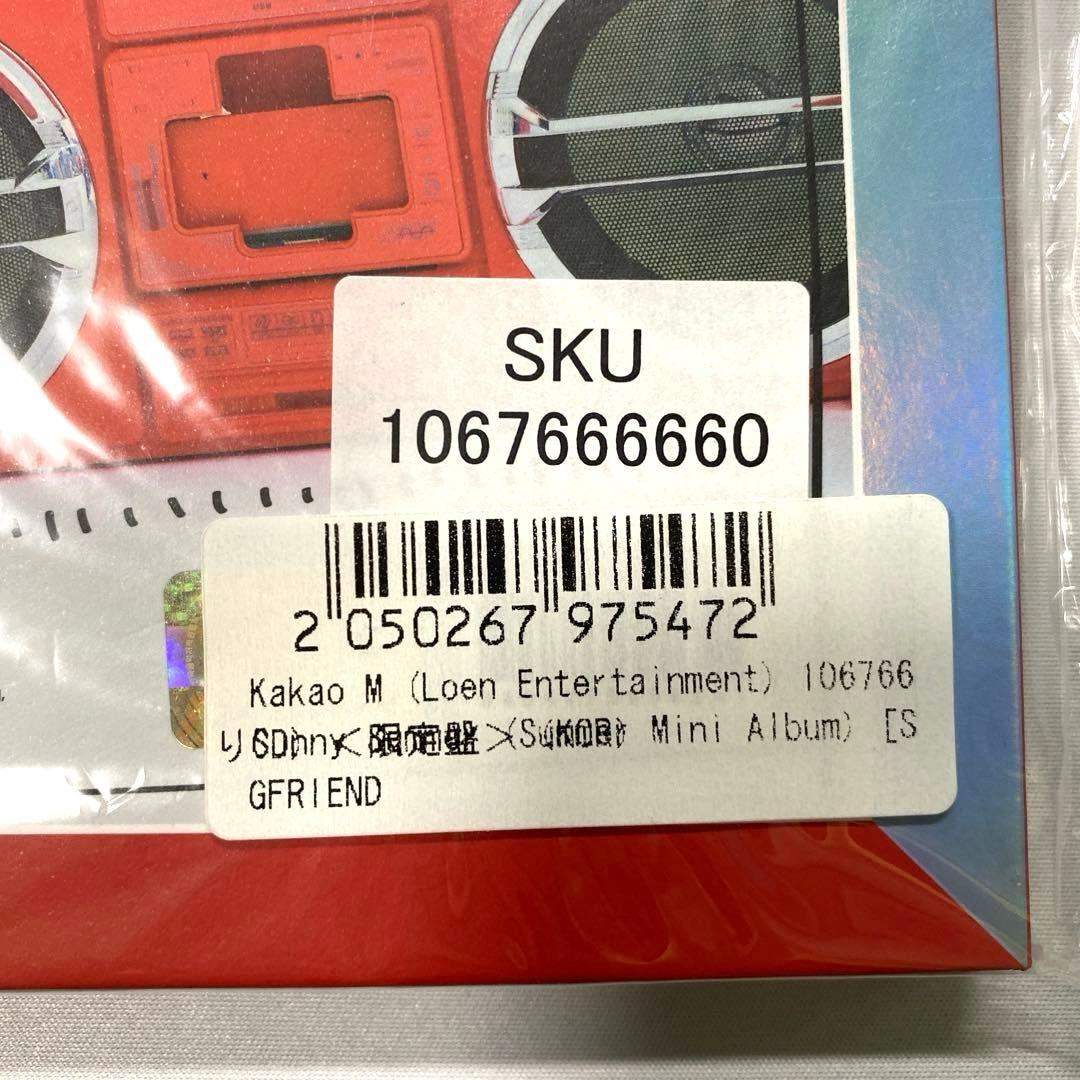 SKU
1067666660
2 050267 975472
Kakao M (Loen Entertainment) 106766
Mini Album) [S
GFRIEND